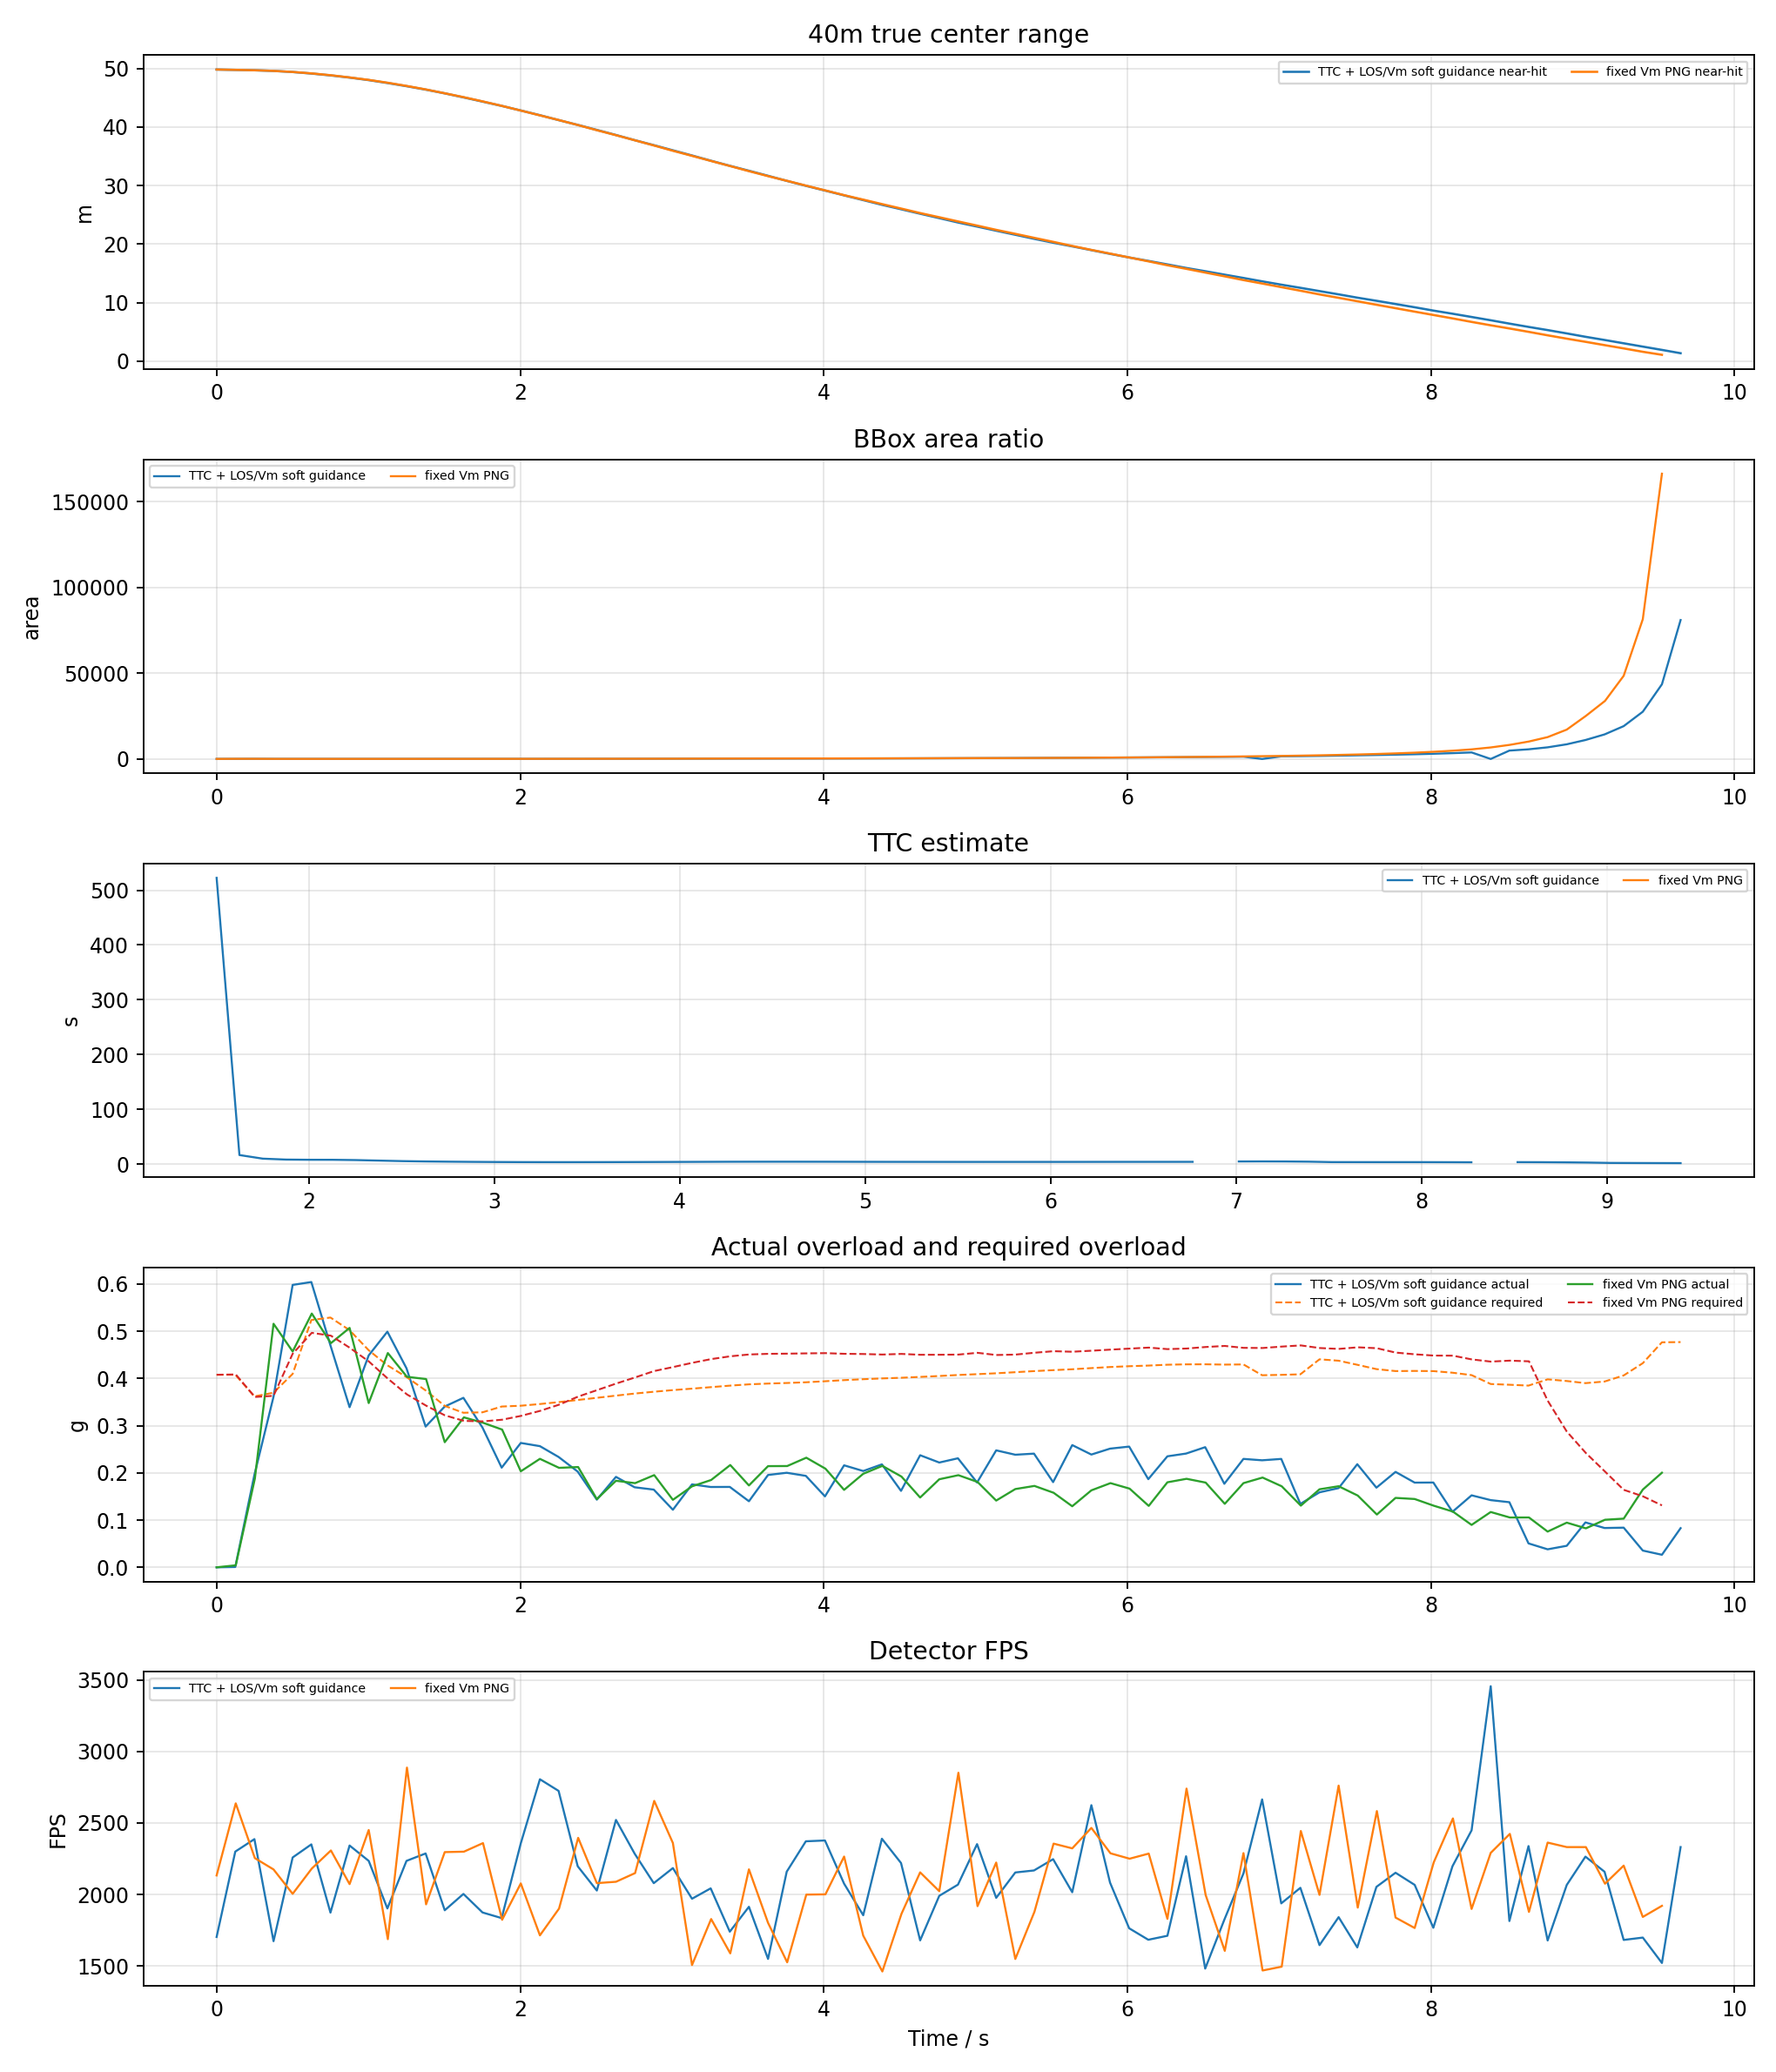 40m true center range
TTC + LOS/Vm soft guidance near-hit fixed Vm PNG near-hit
50
40
30
20
10
0
m
0 2 4 6 8 10
BBox area ratio
TTC + LOS/Vm soft guidance fixed Vm PNG
150000
100000
50000
0
area
0 2 4 6 8 10
TTC estimate
TTC + LOS/Vm soft guidance fixed Vm PNG
500
400
300
200
100
0
s
2 3 4 5 6 7 8 9
Actual overload and required overload
TTC + LOS/Vm soft guidance actual fixed Vm PNG actual
TTC + LOS/Vm soft guidance required fixed Vm PNG required
0.6
0.5
0.4
0.3
0.2
0.1
0.0
g
0 2 4 6 8 10
Detector FPS
TTC + LOS/Vm soft guidance fixed Vm PNG
3500
3000
2500
2000
1500
FPS
0 2 4 6 8 10
Time / s